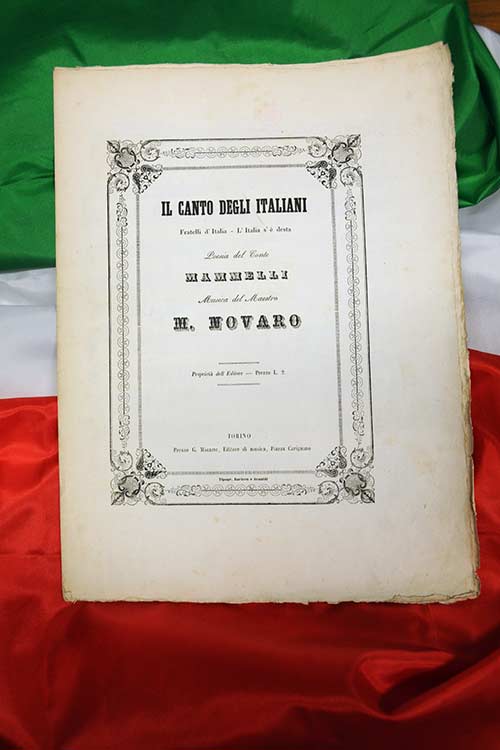 IL CANTO DEGLI ITALIANI
Fratelli d' Italia - L' Italia s' è desta
Poesia del Conte
MAMMELLI
Musica del Maestro
M. NOVARO
Proprietà dell' Editore — Prezzo L. 2.
TORINO
Presso G. Magrini, Editore di musica, Piazza Carignano